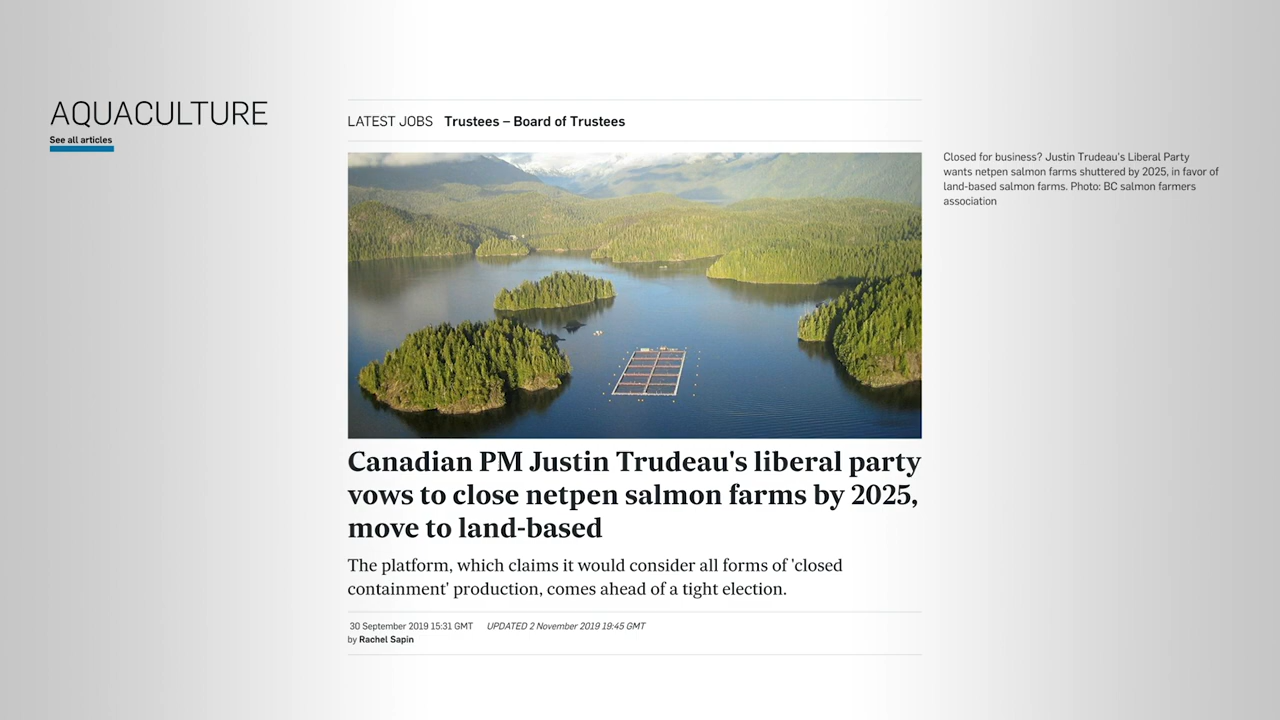 AQUACULTURE
See all articles
LATEST JOBS Trustees – Board of Trustees
Closed for business? Justin Trudeau's Liberal Party
wants netpen salmon farms shuttered by 2025, in favor of
land-based salmon farms. Photo: BC salmon farmers
association
Canadian PM Justin Trudeau's liberal party
vows to close netpen salmon farms by 2025,
move to land-based
The platform, which claims it would consider all forms of 'closed
containment' production, comes ahead of a tight election.
30 September 2019 15:31 GMT UPDATED 2 November 2019 19:45 GMT
by Rachel Sapin